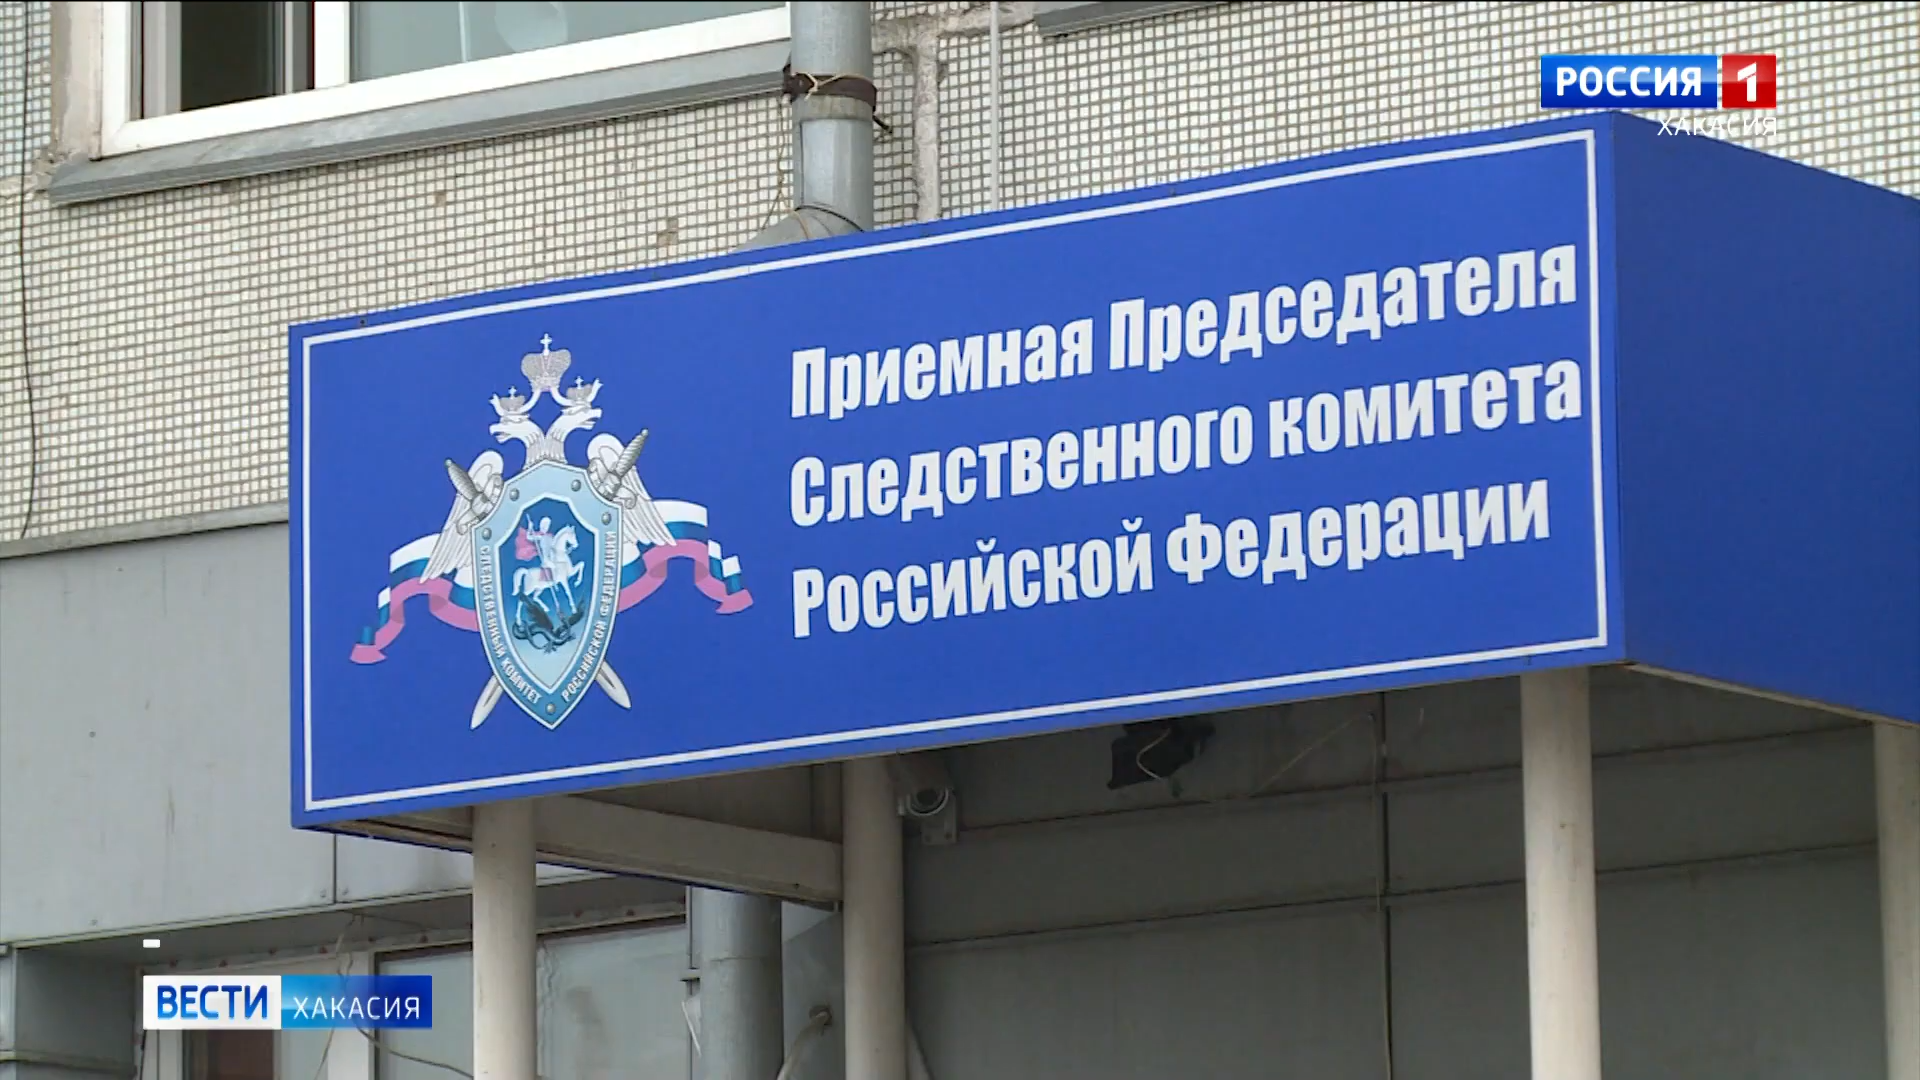 РОССИЯ 1
ХАКАСИЯ
Приемная Председателя
Следственного комитета
Российской Федерации
СЛЕДСТВЕННЫЙ КОМИТЕТ
РОССИЙСКОЙ ФЕДЕРАЦИИ
ВЕСТИ ХАКАСИЯ